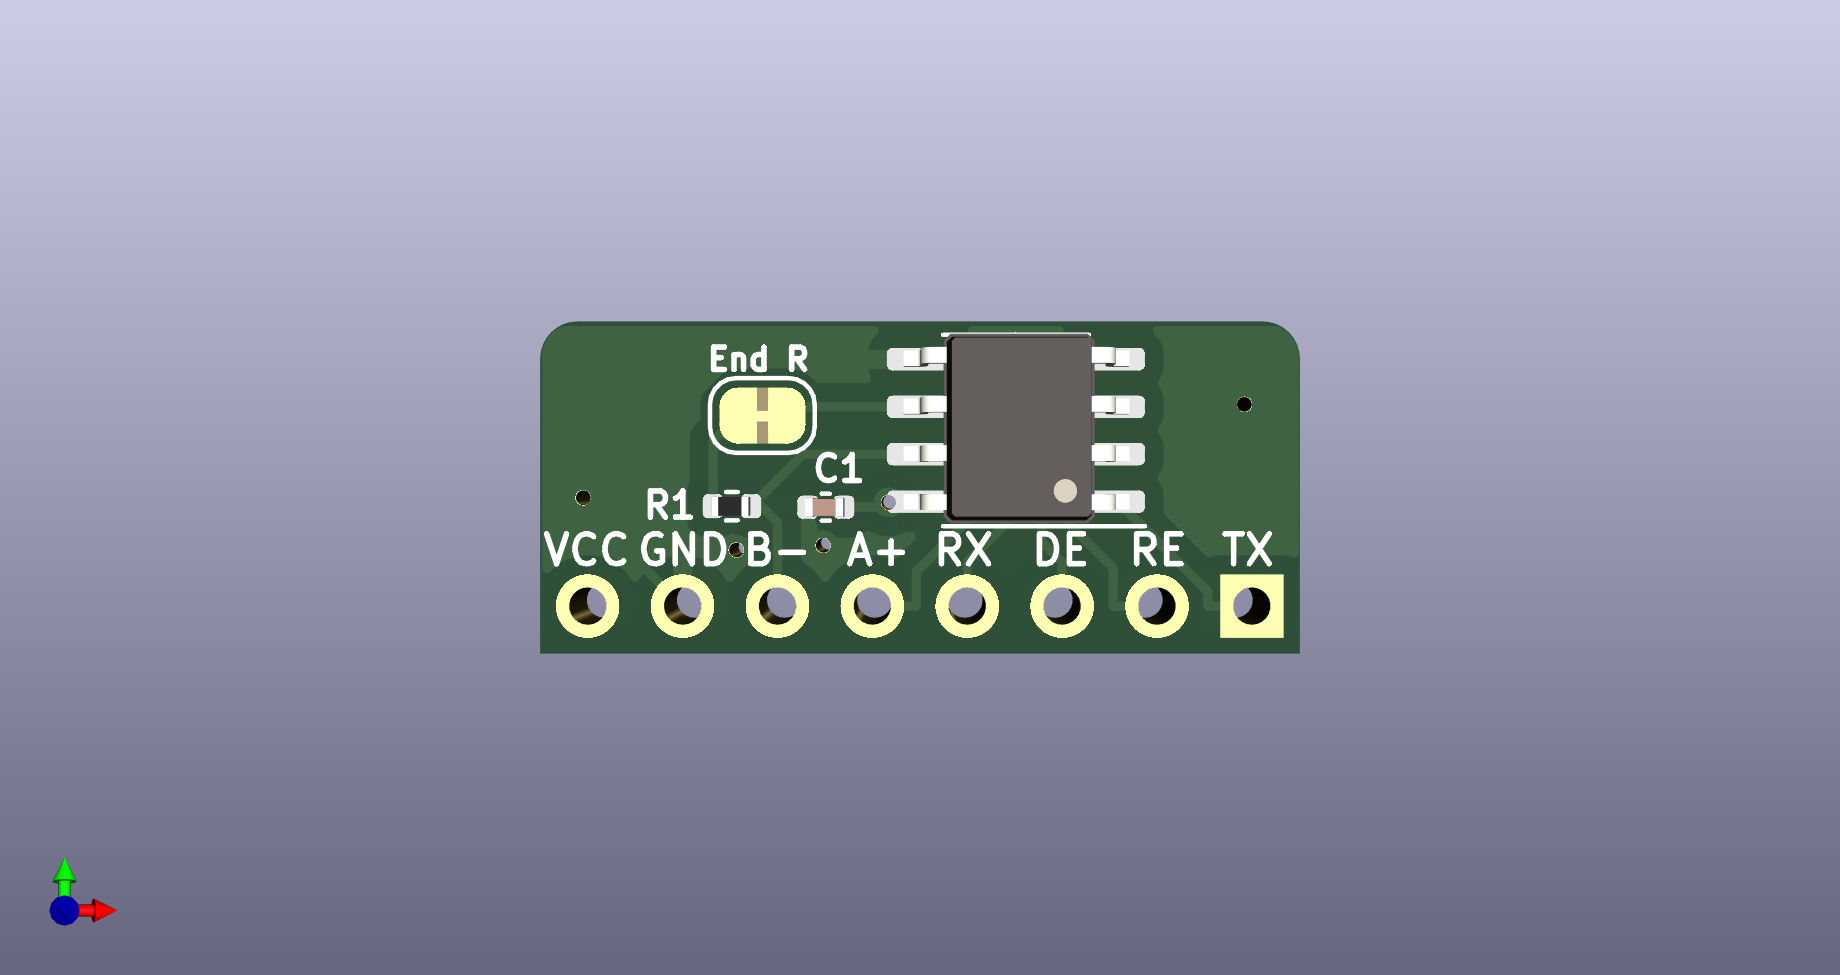 End R
C1
R1
VCC GND B- A+ RX DE RE TX